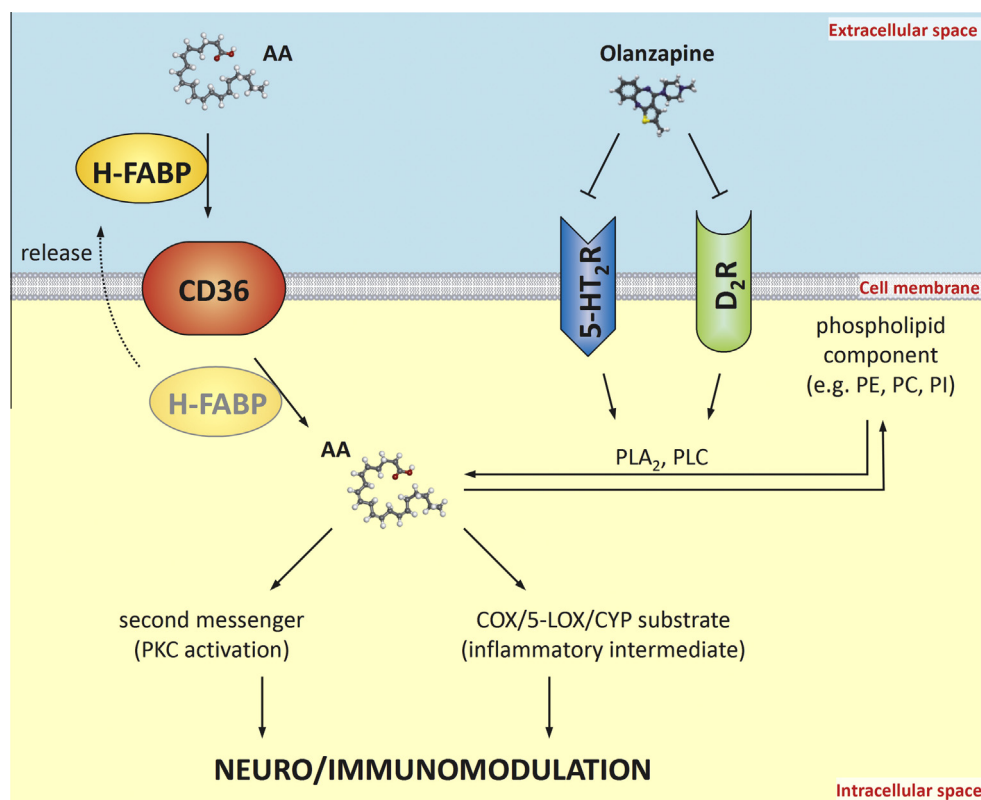 Extracellular space
AA
Olanzapine
H-FABP
release
CD36
5-HT₂R
D₂R
Cell membrane
phospholipid
component
(e.g. PE, PC, PI)
H-FABP
AA
PLA₂, PLC
second messenger
(PKC activation)
COX/5-LOX/CYP substrate
(inflammatory intermediate)
NEURO/IMMUNOMODULATION
Intracellular space